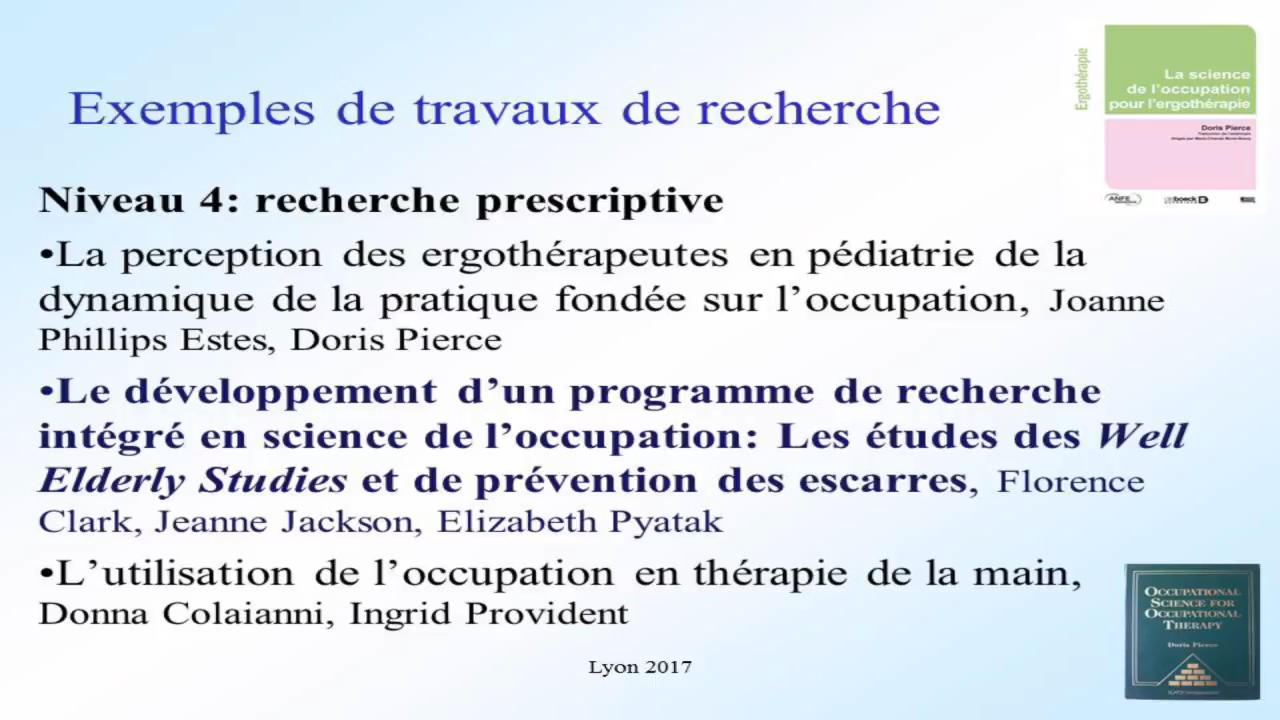 Exemples de travaux de recherche
Ergothérapie
La science
de l'occupation
pour l'ergothérapie
Doris Pierce
ANFE
Niveau 4: recherche prescriptive
•La perception des ergothérapeutes en pédiatrie de la
dynamique de la pratique fondée sur l'occupation, Joanne
Phillips Estes, Doris Pierce
•Le développement d'un programme de recherche
intégré en science de l'occupation: Les études des Well
Elderly Studies et de prévention des escarres, Florence
Clark, Jeanne Jackson, Elizabeth Pyatak
•L'utilisation de l'occupation en thérapie de la main,
Donna Colaianni, Ingrid Provident
OCCUPATIONAL
SCIENCE FOR
OCCUPATIONAL
THERAPY
Doris Pierce
Lyon 2017